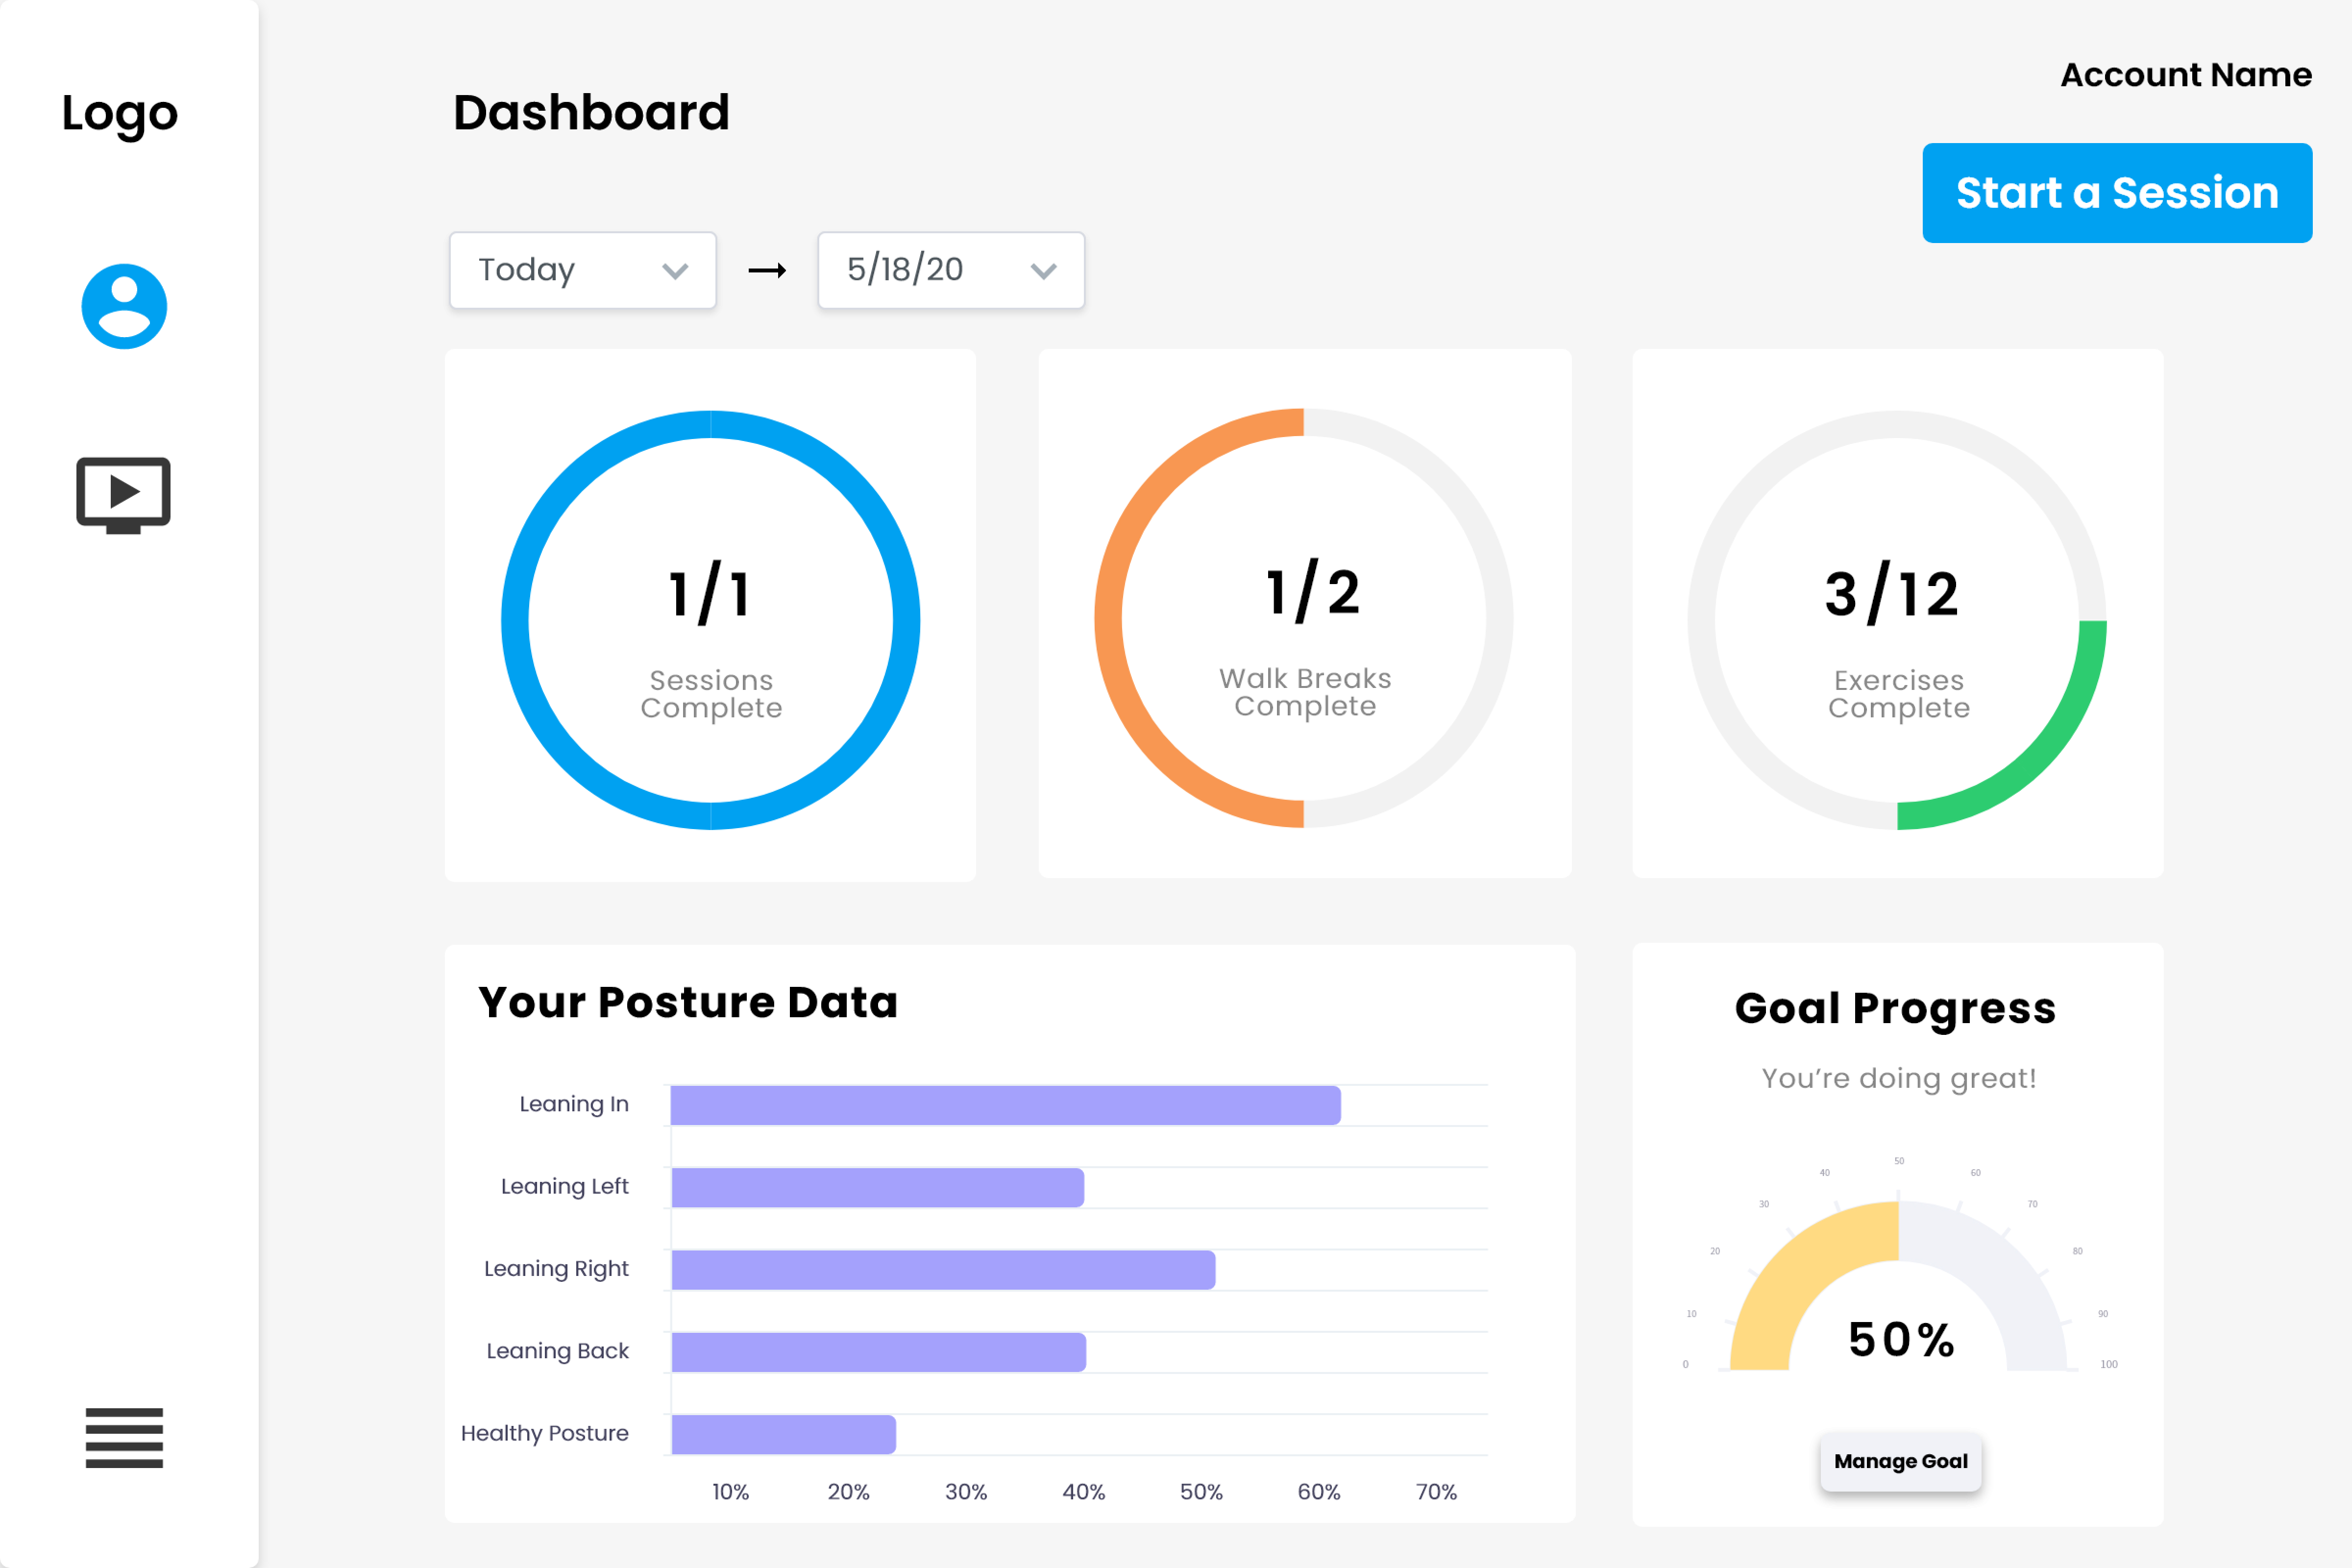 Logo
Dashboard
Account Name
Start a Session
Today
5/18/20
1/1
Sessions
Complete
1/2
Walk Breaks
Complete
3/12
Exercises
Complete
Your Posture Data
Leaning In
Leaning Left
Leaning Right
Leaning Back
Healthy Posture
10% 20% 30% 40% 50% 60% 70%
Goal Progress
You're doing great!
0
10
20
30
40
50
60
70
80
90
100
50%
Manage Goal